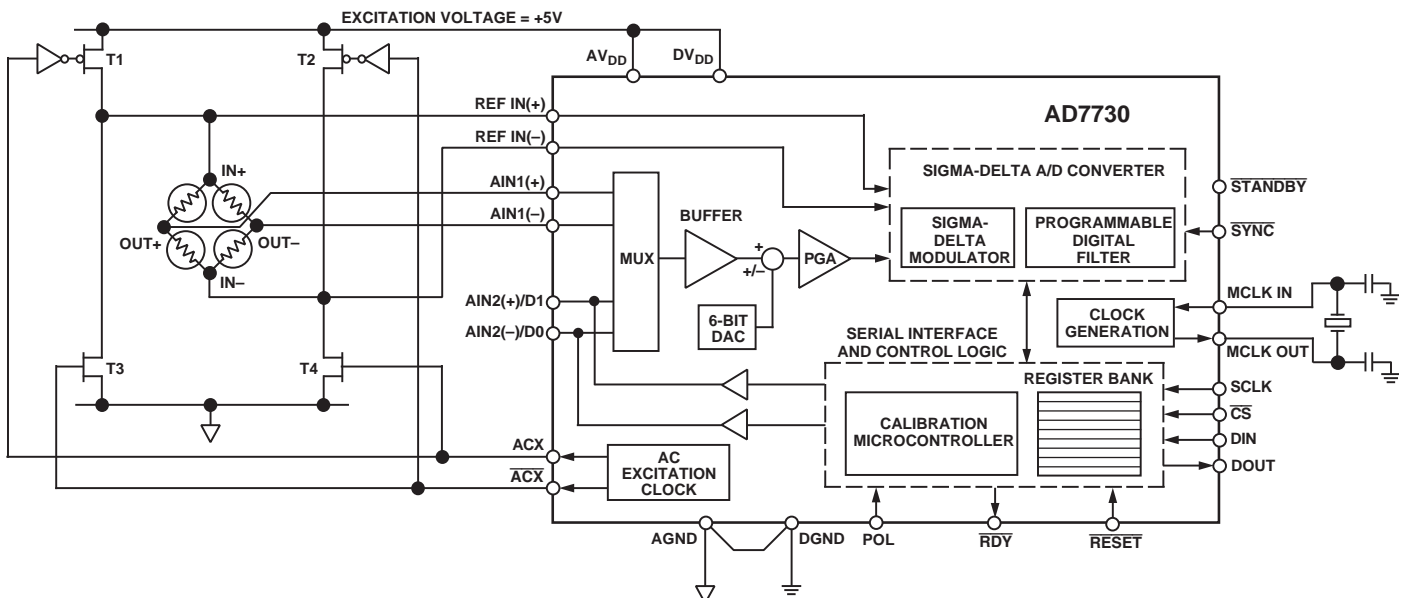 EXCITATION VOLTAGE = +5V
T1
T2
AVDD
DVDD
REF IN(+)
AD7730
REF IN(–)
SIGMA-DELTA A/D CONVERTER
IN+
AIN1(+)
STANDBY
AIN1(–)
BUFFER
SIGMA-
DELTA
MODULATOR
PROGRAMMABLE
DIGITAL
FILTER
SYNC
OUT+
OUT–
MUX
+
+/–
PGA
IN–
AIN2(+)/D1
MCLK IN
AIN2(–)/D0
6-BIT
DAC
CLOCK
GENERATION
SERIAL INTERFACE
AND CONTROL LOGIC
MCLK OUT
T3
T4
REGISTER BANK
SCLK
CALIBRATION
MICROCONTROLLER
CS
DIN
DOUT
ACX
AC
EXCITATION
CLOCK
ACX
AGND
DGND
POL
RDY
RESET